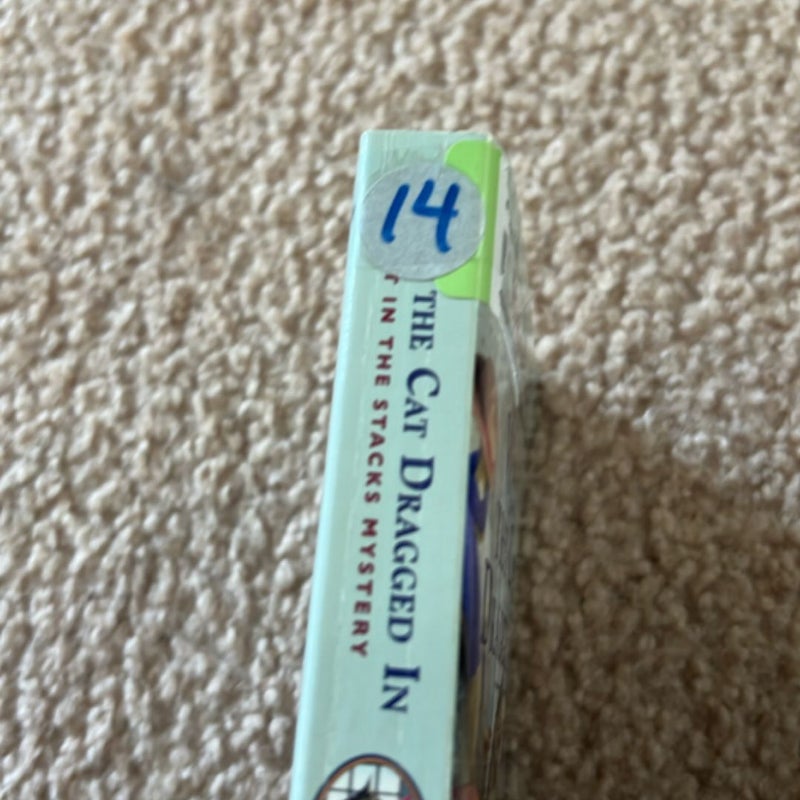 14
THE CAT DRAGGED IN
T IN THE STACKS MYSTERY